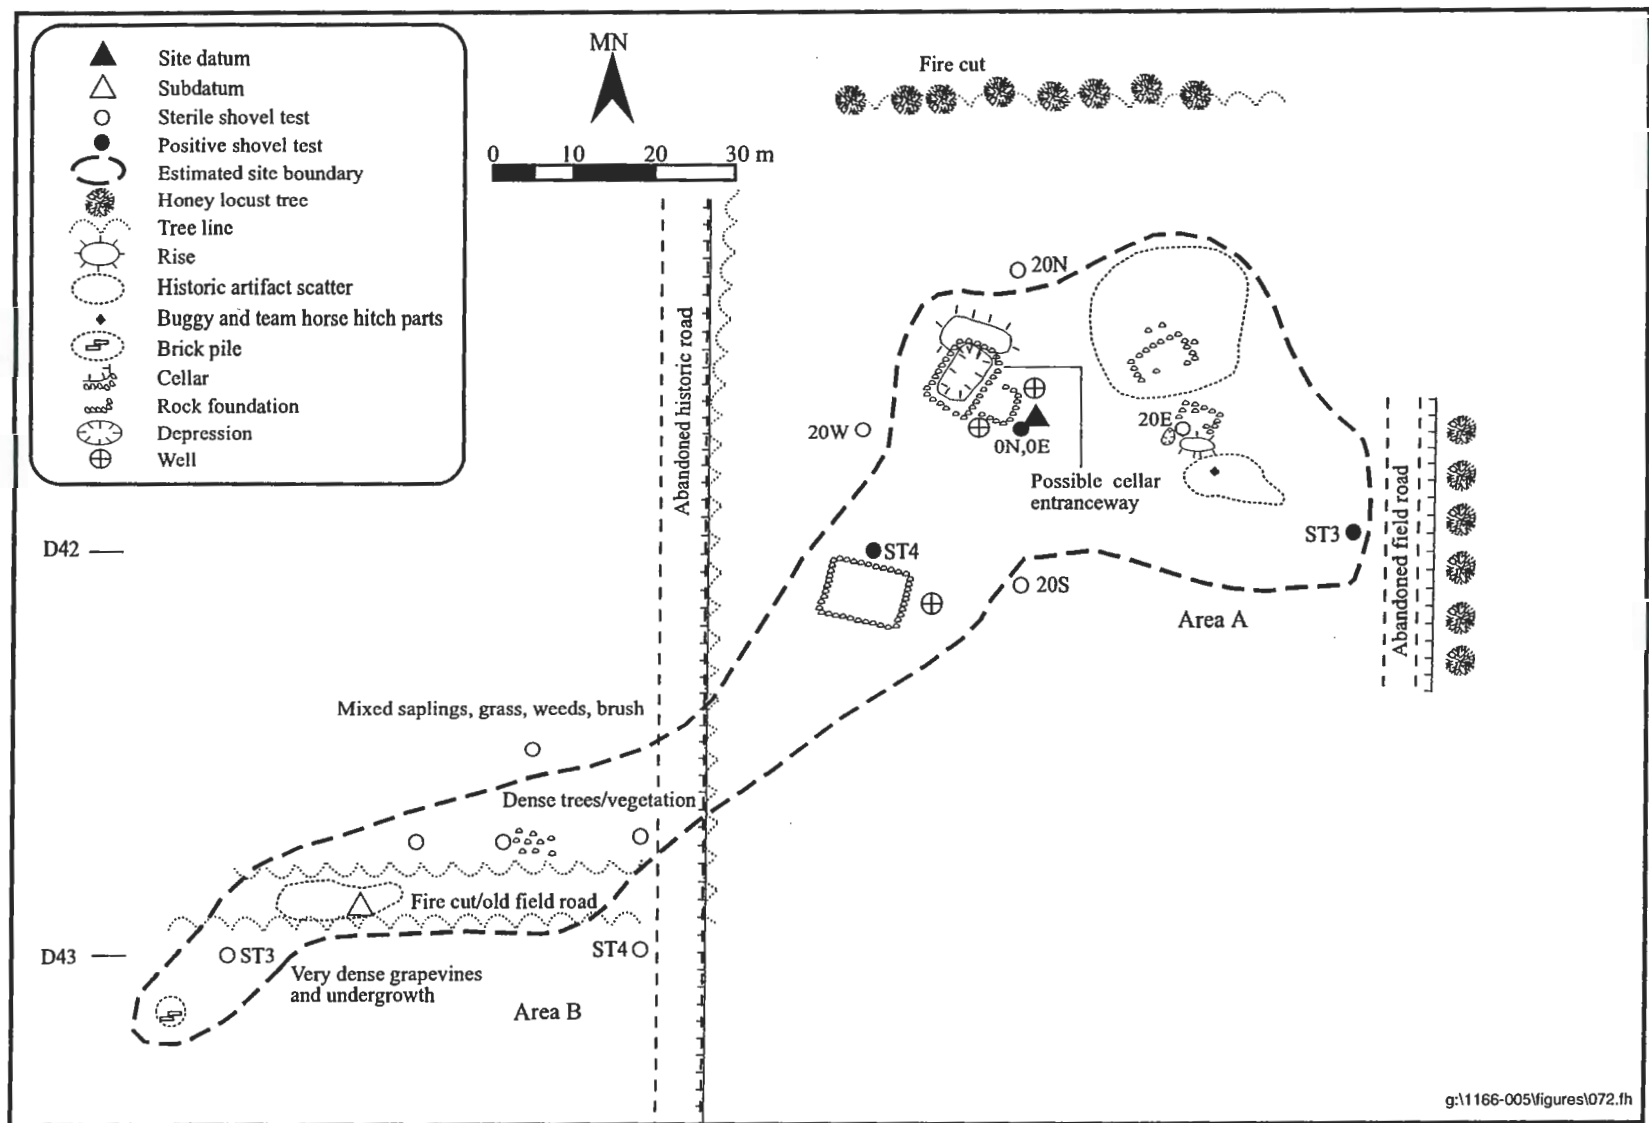 Site datum
Subdatum
Sterile shovel test
Positive shovel test
Estimated site boundary
Honey locust tree
Tree line
Rise
Historic artifact scatter
Buggy and team horse hitch parts
Brick pile
Cellar
Rock foundation
Depression
Well
MN
0 10 20 30 m
Fire cut
Abandoned historic road
20N
20W
0N,0E
20E
Possible cellar
entranceway
ST3
ST4
20S
Area A
Abandoned field road
D42
Mixed saplings, grass, weeds, brush
Dense trees/vegetation
Fire cut/old field road
D43
ST3
ST4
Very dense grapevines
and undergrowth
Area B
g:\1166-005\figures\072.fh